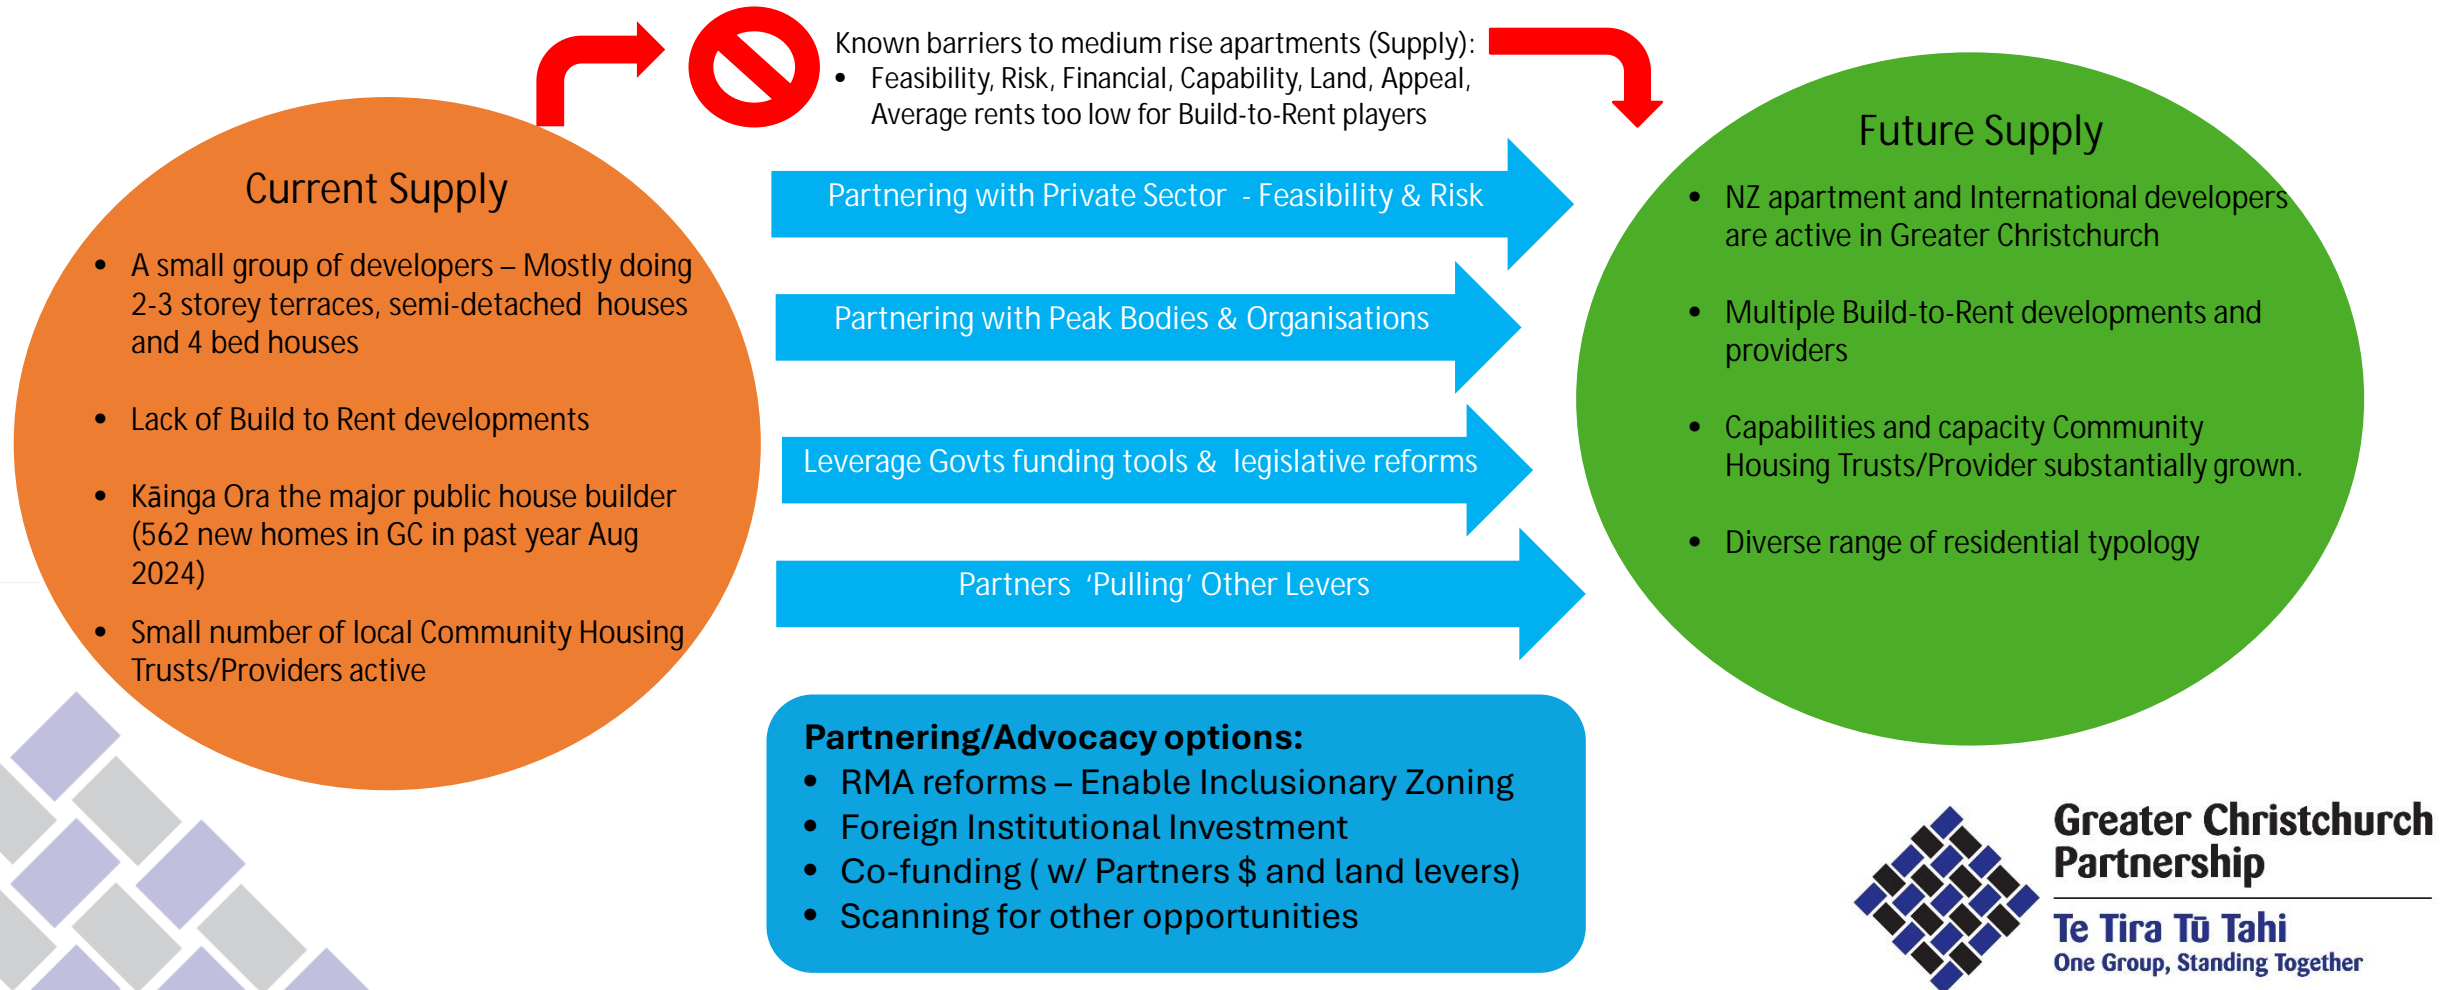 Known barriers to medium rise apartments (Supply):
• Feasibility, Risk, Financial, Capability, Land, Appeal,
Average rents too low for Build-to-Rent players
Current Supply
• A small group of developers – Mostly doing
2-3 storey terraces, semi-detached houses
and 4 bed houses
• Lack of Build to Rent developments
• Kāinga Ora the major public house builder
(562 new homes in GC in past year Aug
2024)
• Small number of local Community Housing
Trusts/Providers active
Partnering with Private Sector - Feasibility & Risk
Partnering with Peak Bodies & Organisations
Leverage Govts funding tools & legislative reforms
Partners 'Pulling' Other Levers
Partnering/Advocacy options:
• RMA reforms – Enable Inclusionary Zoning
• Foreign Institutional Investment
• Co-funding ( w/ Partners $ and land levers)
• Scanning for other opportunities
Future Supply
• NZ apartment and International developers
are active in Greater Christchurch
• Multiple Build-to-Rent developments and
providers
• Capabilities and capacity Community
Housing Trusts/Provider substantially grown.
• Diverse range of residential typology
Greater Christchurch
Partnership
Te Tira Tū Tahi
One Group, Standing Together